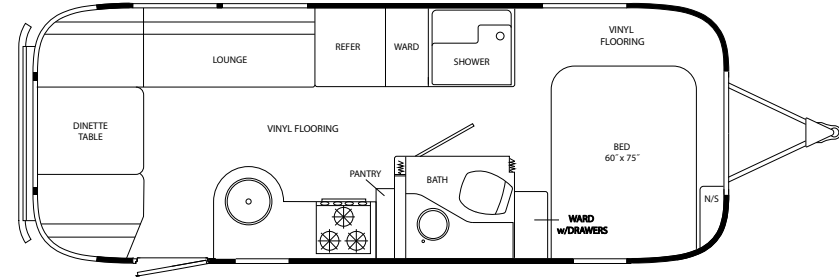 VINYL
FLOORING
LOUNGE
REFER
WARD
SHOWER
DINETTE
TABLE
VINYL FLOORING
BED
60˝ x 75˝
PANTRY
BATH
N/S
WARD
w/DRAWERS